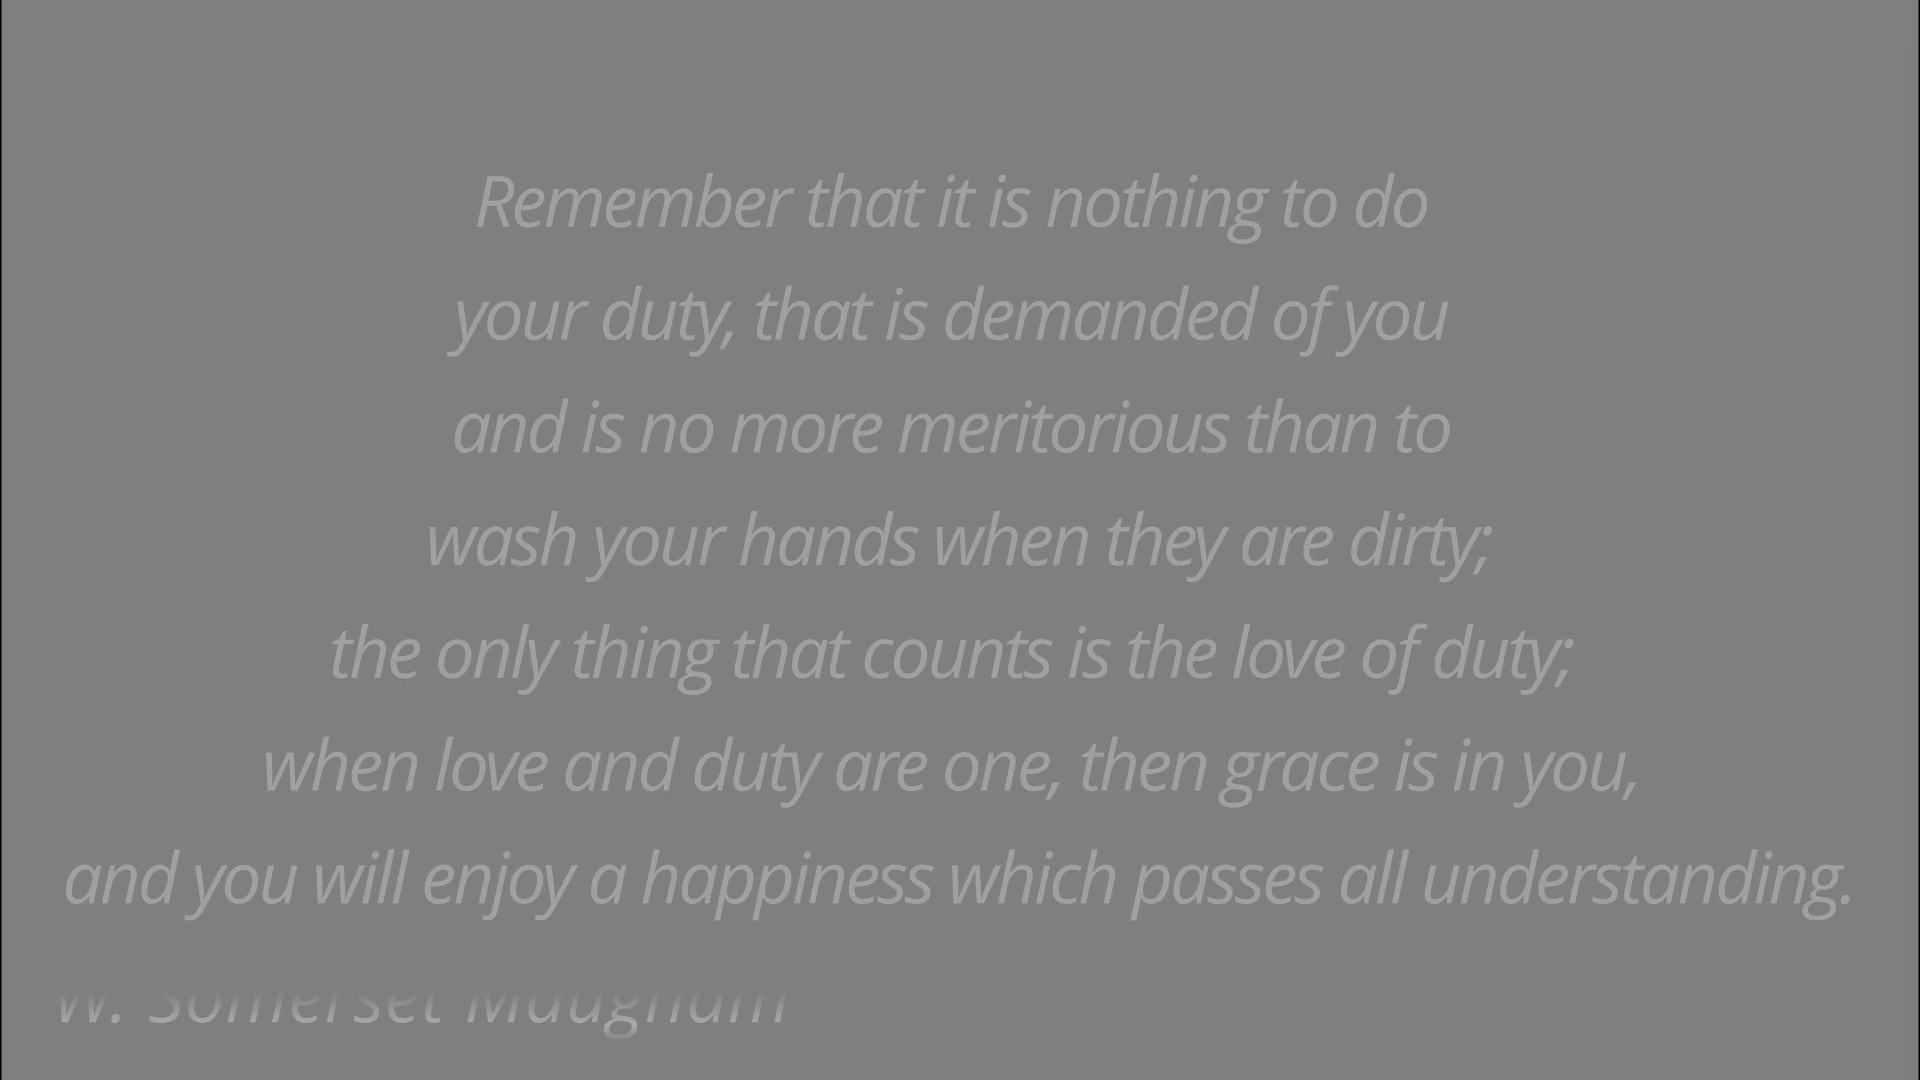 Remember that it is nothing to do
your duty, that is demanded of you
and is no more meritorious than to
wash your hands when they are dirty;
the only thing that counts is the love of duty;
when love and duty are one, then grace is in you,
and you will enjoy a happiness which passes all understanding.
W. Somerset Maugham